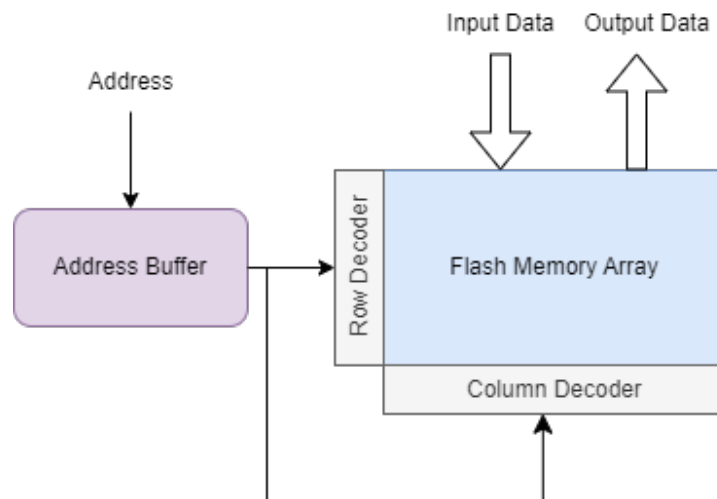 Input Data
Output Data
Address
Address Buffer
Row Decoder
Flash Memory Array
Column Decoder